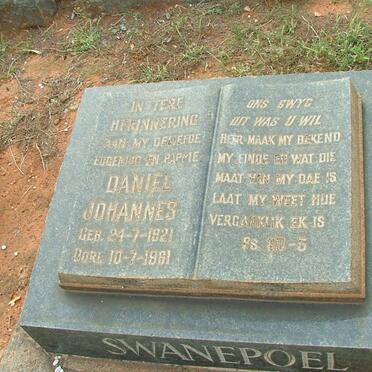 IN TERE
HERINNERING
AAN MY GELIEFDE
EGGENOOT EN PAPPIE
DANIEL
JOHANNES
GEB. 24-7-1921
OORL. 10-7-1981
ONS SWYG
DIT WAS U WIL
HEER MAAK MY BEKEND
MY EINDE EN WAT DIE
MAAT VAN MY DAE IS
LAAT MY WEET HOE
VERGANKLIK EK IS
PS. 39-5
SWANEPOEL